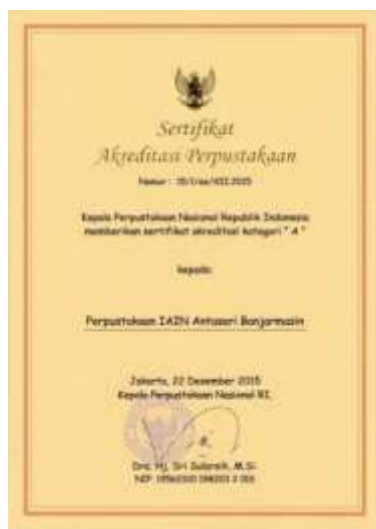 Sertifikat
Akreditasi Perpustakaan
Nomor :
Kepala Perpustakaan Nasional Republik Indonesia
memberikan sertifikat akreditasi kategori " A "
kepada:
Perpustakaan IAIN Antasari Banjarmasin
Jakarta, 22 Desember 2015
Kepala Perpustakaan Nasional RI,
Dra. Hj. Sri Sularsih, M.Si.
NIP.